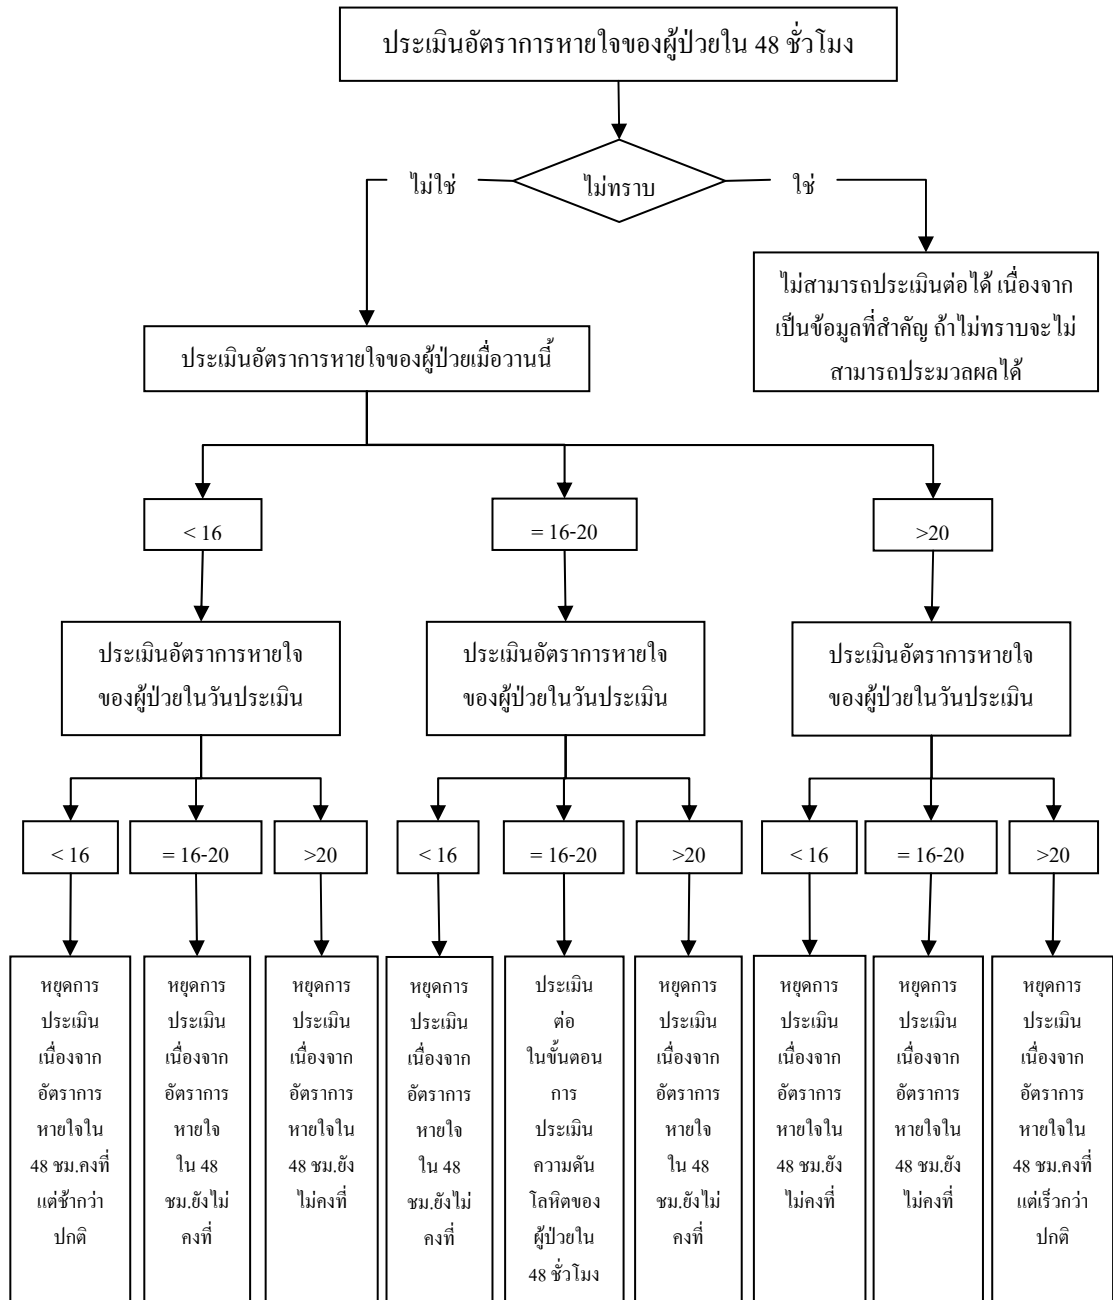 ประเมินอัตราการหายใจของผู้ป่วยใน 48 ชั่วโมง
ไม่ใช่
ไม่ทราบ
ใช่
ไม่สามารถประเมินต่อได้ เนื่องจาก
เป็นข้อมูลที่สำคัญ ถ้าไม่ทราบจะไม่
สามารถประมวลผลได้
ประเมินอัตราการหายใจของผู้ป่วยเมื่อวานนี้
< 16
= 16-20
>20
ประเมินอัตราการหายใจ
ของผู้ป่วยในวันประเมิน
ประเมินอัตราการหายใจ
ของผู้ป่วยในวันประเมิน
ประเมินอัตราการหายใจ
ของผู้ป่วยในวันประเมิน
< 16
= 16-20
>20
< 16
= 16-20
>20
< 16
= 16-20
>20
หยุดการ
ประเมิน
เนื่องจาก
อัตราการ
หายใจใน
48 ชม.คงที่
แต่ช้ากว่า
ปกติ
หยุดการ
ประเมิน
เนื่องจาก
อัตราการ
หายใจ
ใน 48
ชม.ยังไม่
คงที่
หยุดการ
ประเมิน
เนื่องจาก
อัตราการ
หายใจใน
48 ชม.ยัง
ไม่คงที่
หยุดการ
ประเมิน
เนื่องจาก
อัตราการ
หายใจ
ใน 48
ชม.ยังไม่
คงที่
ประเมิน
ต่อ
ในขั้นตอน
การ
ประเมิน
ความดัน
โลหิตของ
ผู้ป่วยใน
48 ชั่วโมง
หยุดการ
ประเมิน
เนื่องจาก
อัตราการ
หายใจ
ใน 48
ชม.ยังไม่
คงที่
หยุดการ
ประเมิน
เนื่องจาก
อัตราการ
หายใจใน
48 ชม.ยัง
ไม่คงที่
หยุดการ
ประเมิน
เนื่องจาก
อัตราการ
หายใจใน
48 ชม.ยัง
ไม่คงที่
หยุดการ
ประเมิน
เนื่องจาก
อัตราการ
หายใจใน
48 ชม.คงที่
แต่เร็วกว่า
ปกติ